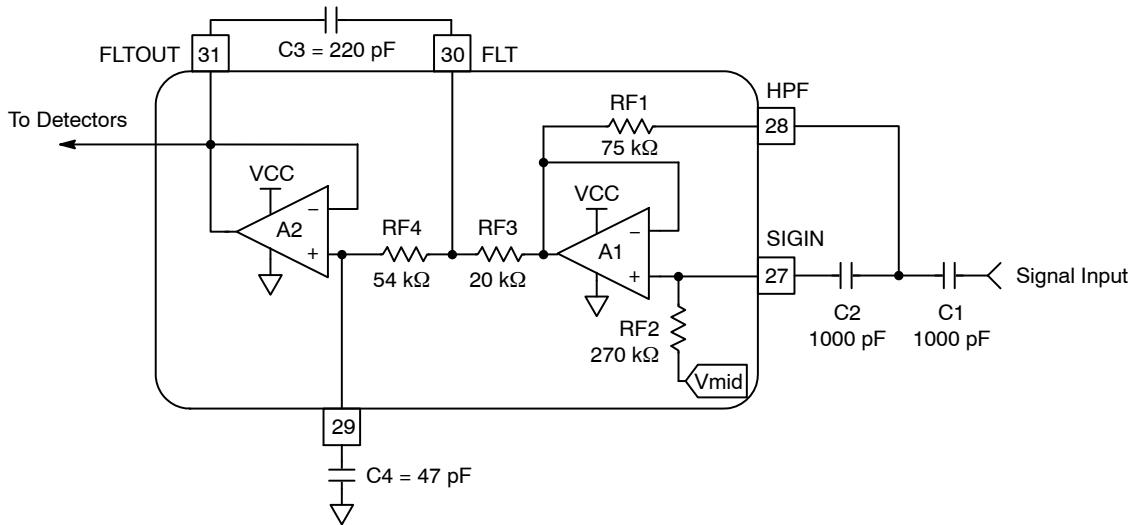 C3 = 220 pF
FLTOUT
31
30
FLT
To Detectors
HPF
28
RF1
75 kΩ
VCC
A2
−
+
RF4
54 kΩ
RF3
20 kΩ
VCC
A1
−
+
SIGIN
27
C2
1000 pF
C1
1000 pF
Signal Input
RF2
270 kΩ
Vmid
29
C4 = 47 pF